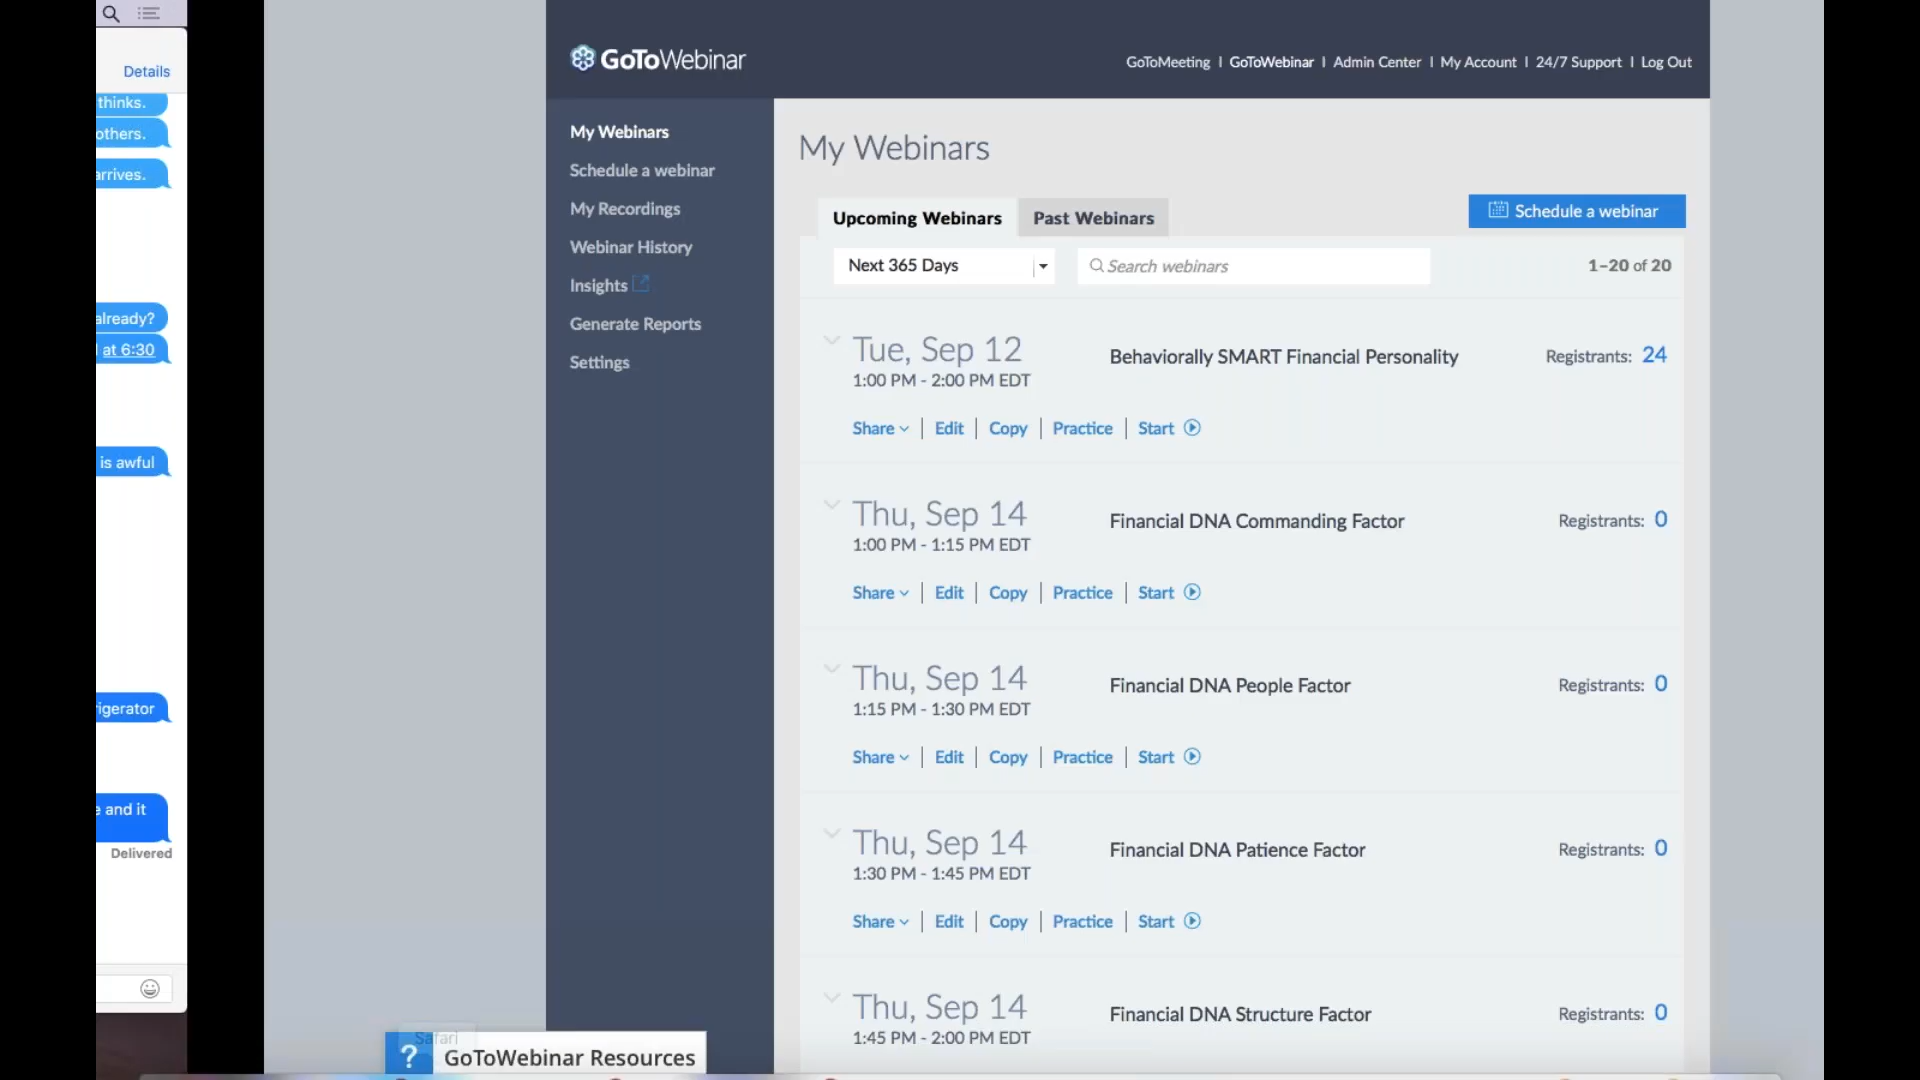 Details
thinks.
others.
arrives.
already?
at 6:30
is awful
igerator
e and it
Delivered
GoToWebinar
GoToMeeting | GoToWebinar | Admin Center | My Account | 24/7 Support | Log Out
My Webinars
Schedule a webinar
My Recordings
Webinar History
Insights
Generate Reports
Settings
My Webinars
Upcoming Webinars
Past Webinars
Schedule a webinar
Next 365 Days
Search webinars
1–20 of 20
Tue, Sep 12
1:00 PM - 2:00 PM EDT
Behaviorally SMART Financial Personality
Registrants: 24
Share | Edit | Copy | Practice | Start
Thu, Sep 14
1:00 PM - 1:15 PM EDT
Financial DNA Commanding Factor
Registrants: 0
Share | Edit | Copy | Practice | Start
Thu, Sep 14
1:15 PM - 1:30 PM EDT
Financial DNA People Factor
Registrants: 0
Share | Edit | Copy | Practice | Start
Thu, Sep 14
1:30 PM - 1:45 PM EDT
Financial DNA Patience Factor
Registrants: 0
Share | Edit | Copy | Practice | Start
Thu, Sep 14
1:45 PM - 2:00 PM EDT
Financial DNA Structure Factor
Registrants: 0
Safari
? GoToWebinar Resources